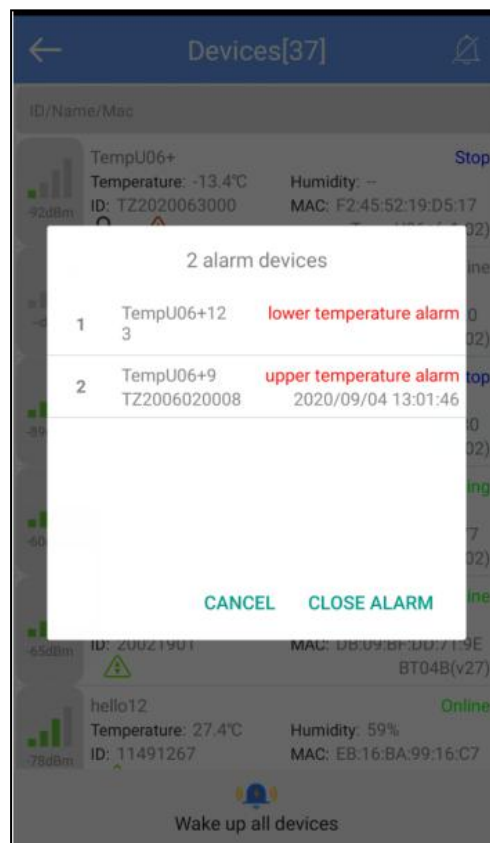 Devices[37]
ID/Name/Mac
TempU06+ Stop
Temperature: -13.4℃ Humidity: --
-92dBm ID: TZ2020063000 MAC: F2:45:52:19:D5:17
2 alarm devices
1 TempU06+12 lower temperature alarm
3
2 TempU06+9 upper temperature alarm
TZ2006020008 2020/09/04 13:01:46
CANCEL CLOSE ALARM
-65dBm ID: 20021901 MAC: DB:09:BF:DD:71:9E
BT04B(v27)
hello12 Online
Temperature: 27.4℃ Humidity: 59%
-78dBm ID: 11491267 MAC: EB:16:BA:99:16:C7
Wake up all devices